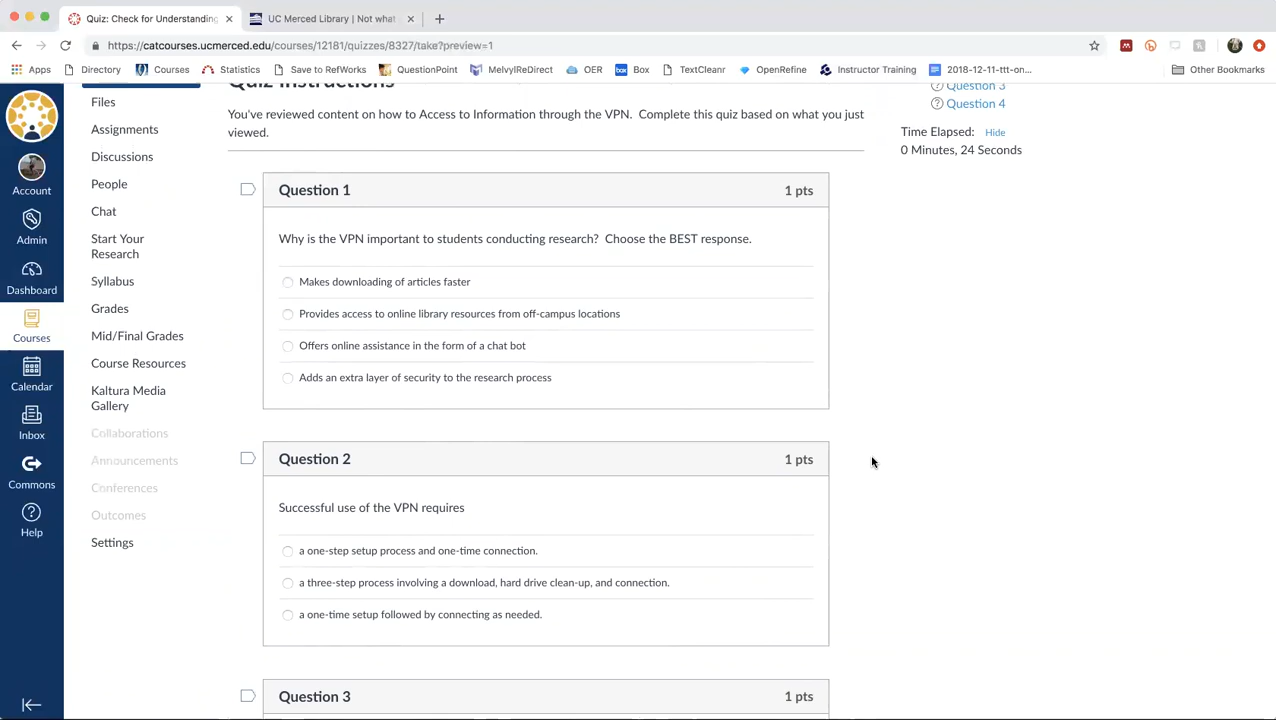 Quiz: Check for Understanding
UC Merced Library | Not what
https://catcourses.ucmerced.edu/courses/12181/quizzes/8327/take?preview=1
Apps
Directory
Courses
Statistics
Save to RefWorks
QuestionPoint
MelvylReDirect
OER
box
Box
TextCleanr
OpenRefine
Instructor Training
2018-12-11-ttt-on...
Other Bookmarks
Account
Admin
Dashboard
Courses
Calendar
Inbox
Commons
Help
Files
Assignments
Discussions
People
Chat
Start Your
Research
Syllabus
Grades
Mid/Final Grades
Course Resources
Kaltura Media
Gallery
Collaborations
Announcements
Conferences
Outcomes
Settings
Quiz Instructions
You've reviewed content on how to Access to Information through the VPN. Complete this quiz based on what you just
viewed.
Question 1 1 pts
Why is the VPN important to students conducting research? Choose the BEST response.
Makes downloading of articles faster
Provides access to online library resources from off-campus locations
Offers online assistance in the form of a chat bot
Adds an extra layer of security to the research process
Question 2 1 pts
Successful use of the VPN requires
a one-step setup process and one-time connection.
a three-step process involving a download, hard drive clean-up, and connection.
a one-time setup followed by connecting as needed.
Question 3 1 pts
Question 3
Question 4
Time Elapsed: Hide
0 Minutes, 24 Seconds